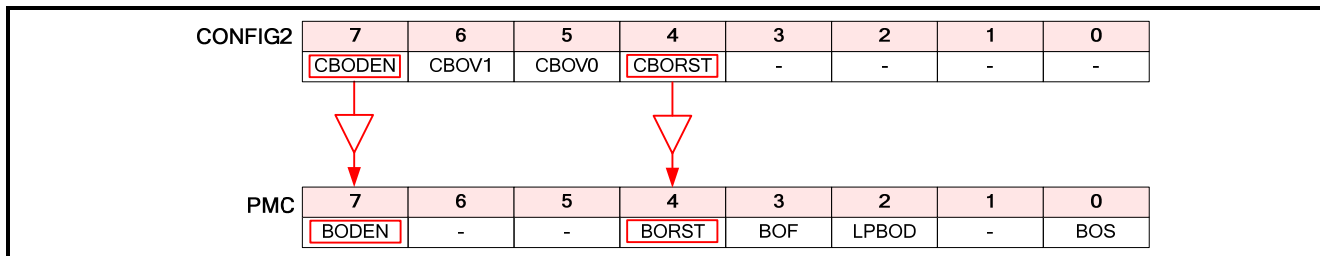 CONFIG2 7 6 5 4 3 2 1 0
CBODEN CBOV1 CBOV0 CBORST - - - -
PMC 7 6 5 4 3 2 1 0
BODEN - - BORST BOF LPBOD - BOS